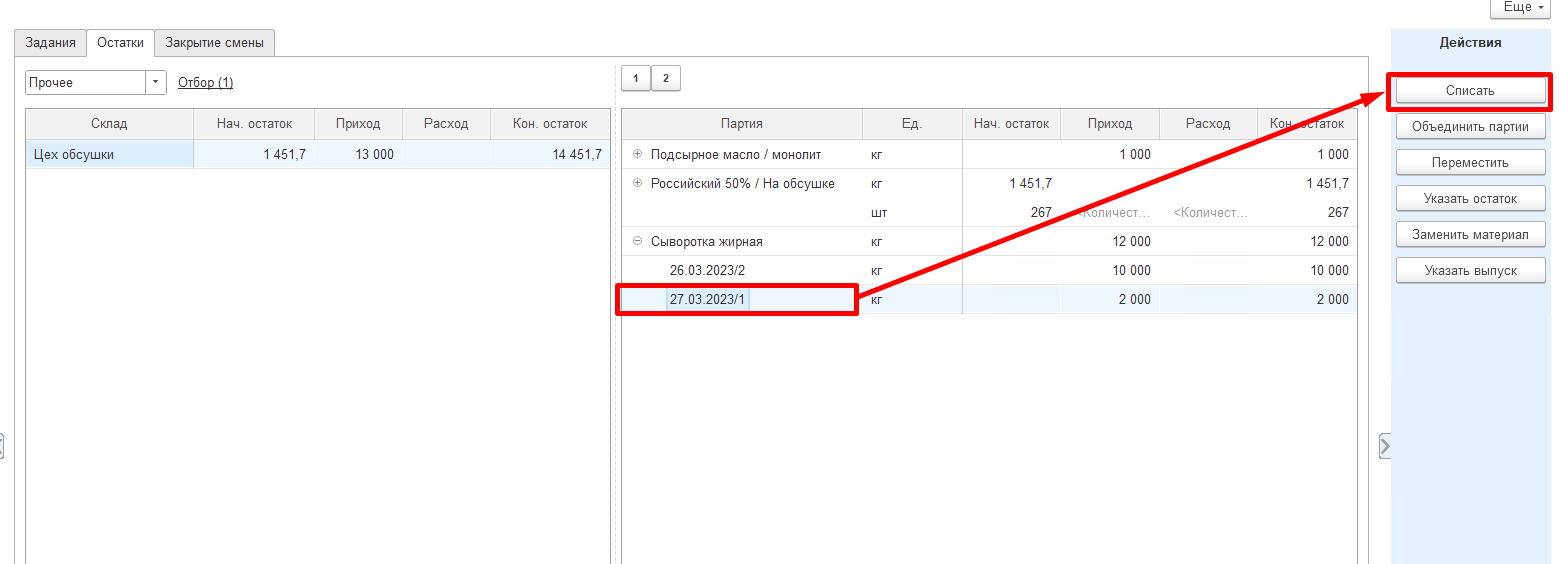 Еще
Задания Остатки Закрытие смены
Действия
Прочее Отбор (1) 1 2
Списать
Склад Нач. остаток Приход Расход Кон. остаток Партия Ед. Нач. остаток Приход Расход Кон. остаток
Объединить партии
Цех обсушки 1 451,7 13 000 14 451,7 Подсырное масло / монолит кг 1 000 1 000
Переместить
Российский 50% / На обсушке кг 1 451,7 1 451,7
Указать остаток
шт 267 <Количест... <Количест... 267
Заменить материал
Сыворотка жирная кг 12 000 12 000
26.03.2023/2 кг 10 000 10 000
Указать выпуск
27.03.2023/1 кг 2 000 2 000